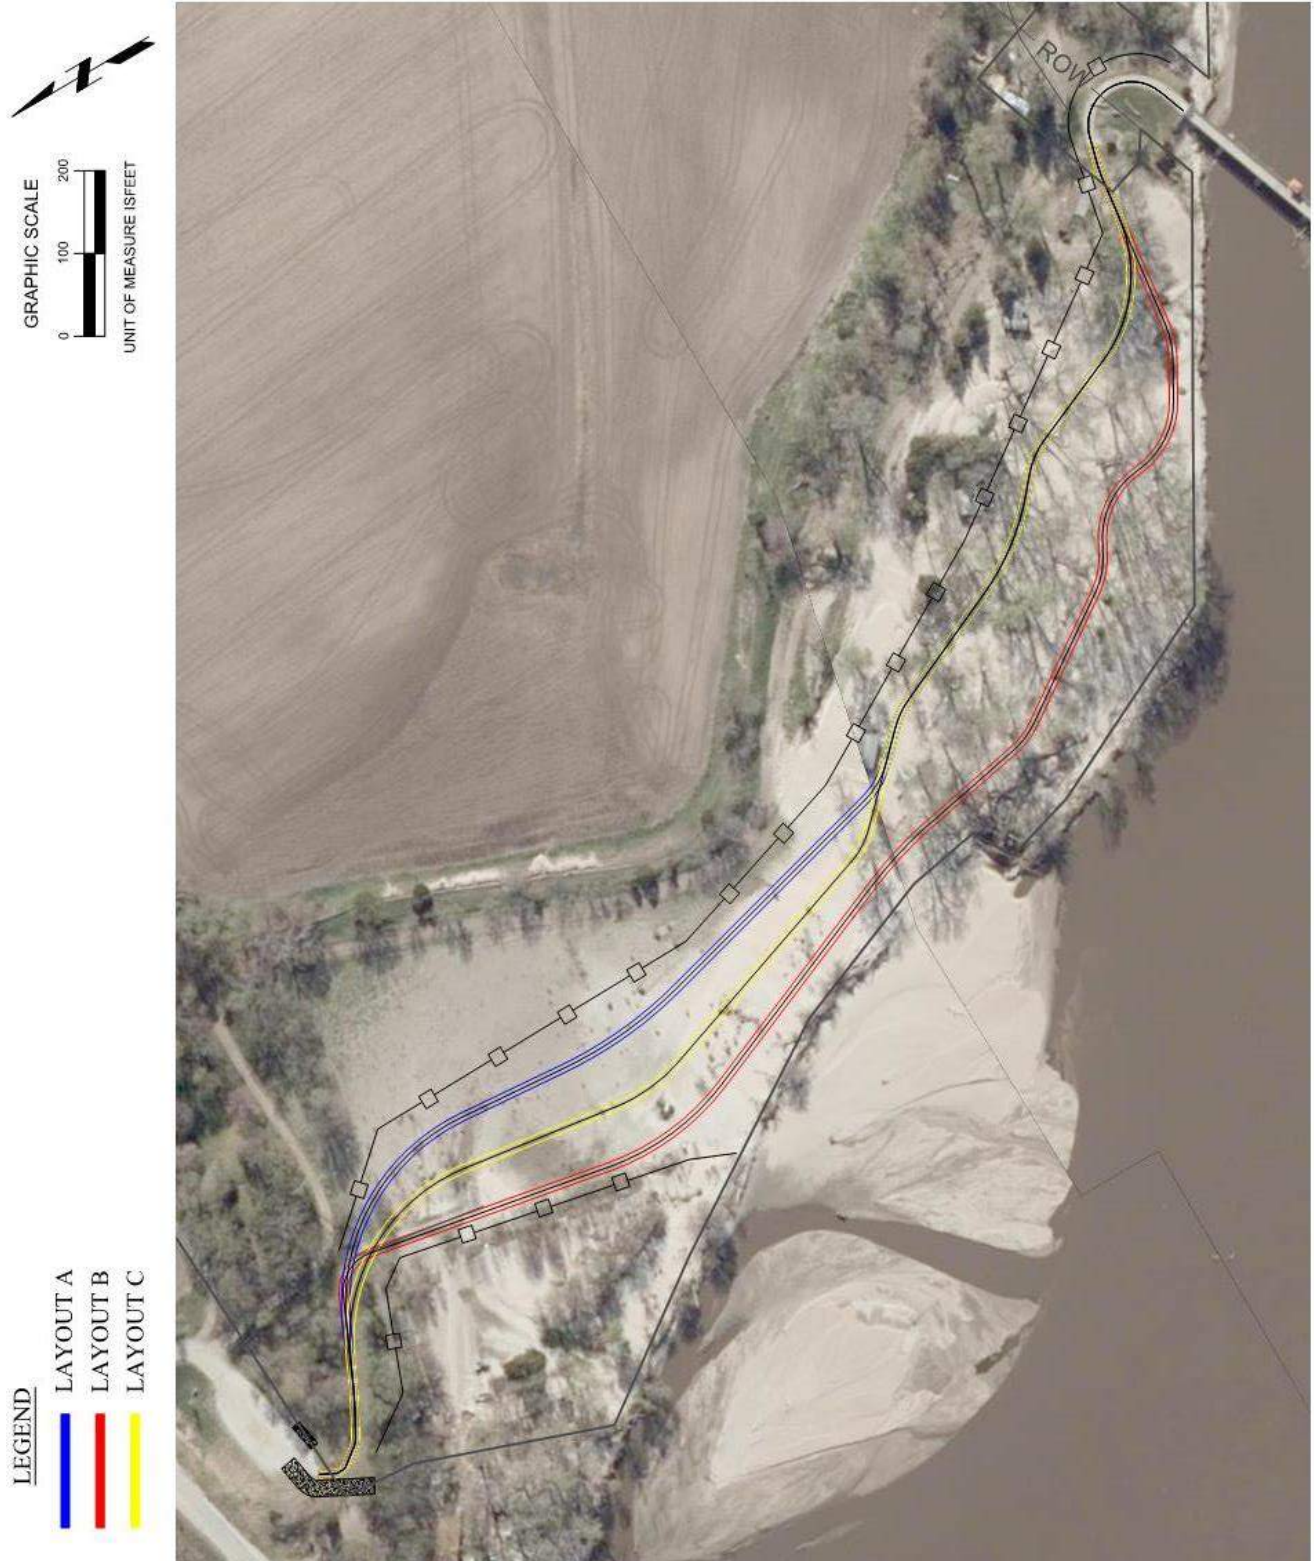 GRAPHIC SCALE
0 100 200
UNIT OF MEASURE ISFEET
ROW
LEGEND
LAYOUT A
LAYOUT B
LAYOUT C